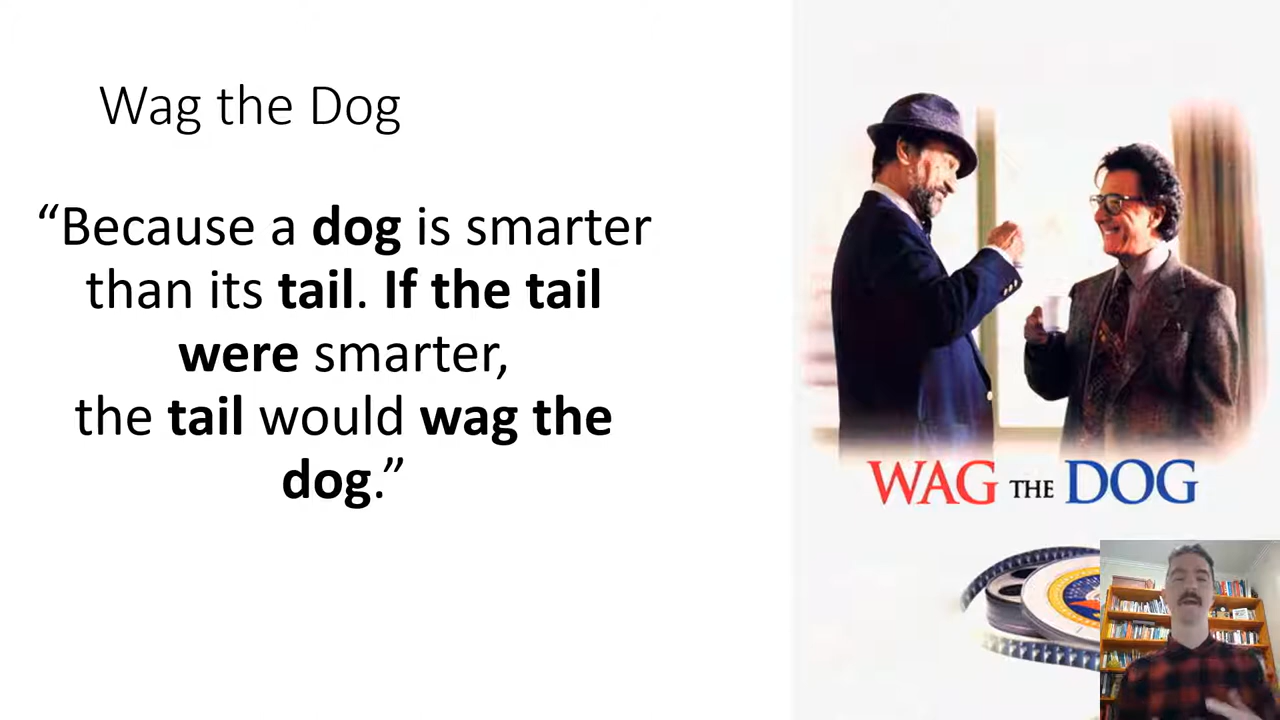 Wag the Dog
“Because a dog is smarter
than its tail. If the tail
were smarter,
the tail would wag the
dog.”
WAG THE DOG